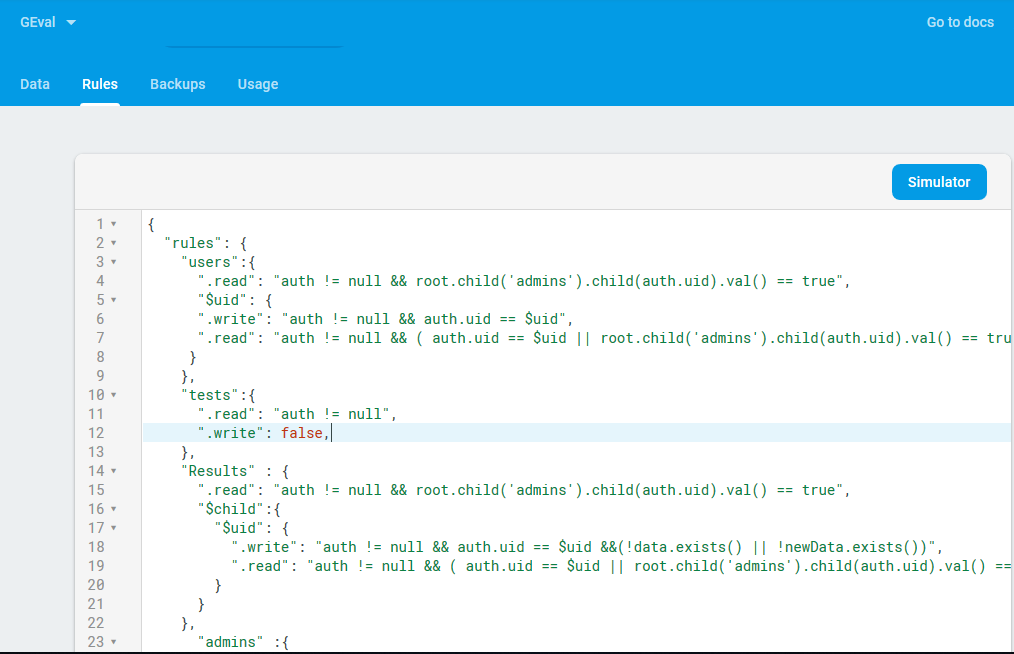 GEval Go to docs
Data Rules Backups Usage
Simulator
1 {
2 "rules": {
3 "users":{
4 ".read": "auth != null && root.child('admins').child(auth.uid).val() == true",
5 "$uid": {
6 ".write": "auth != null && auth.uid == $uid",
7 ".read": "auth != null && ( auth.uid == $uid || root.child('admins').child(auth.uid).val() == tru
8 }
9 },
10 "tests":{
11 ".read": "auth != null",
12 ".write": false,
13 },
14 "Results" : {
15 ".read": "auth != null && root.child('admins').child(auth.uid).val() == true",
16 "$child":{
17 "$uid": {
18 ".write": "auth != null && auth.uid == $uid &&(!data.exists() || !newData.exists())",
19 ".read": "auth != null && ( auth.uid == $uid || root.child('admins').child(auth.uid).val() ==
20 }
21 }
22 },
23 "admins" :{